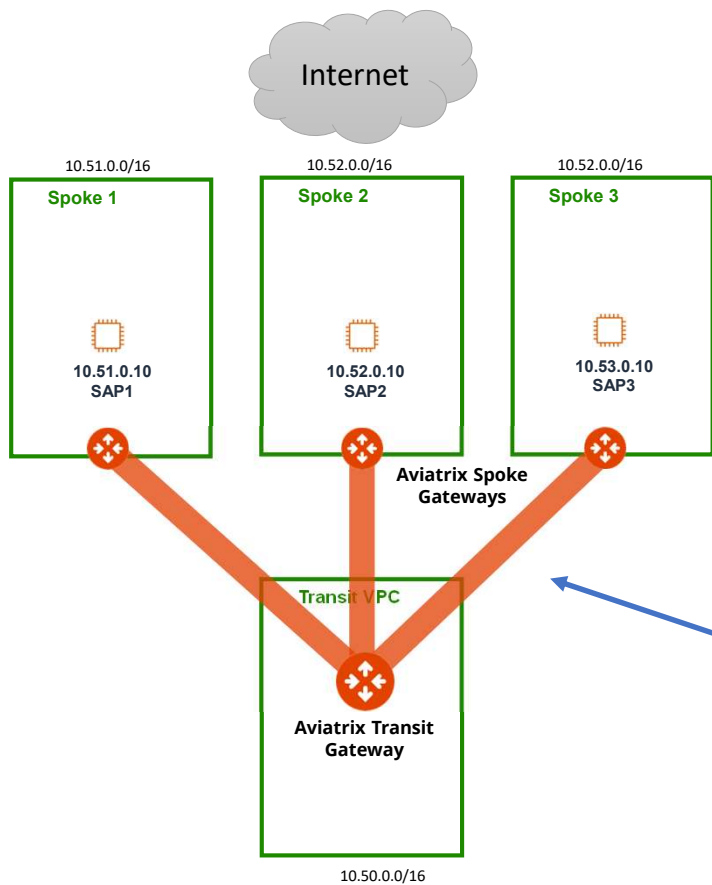 Internet
10.51.0.0/16
10.52.0.0/16
10.52.0.0/16
Spoke 1
Spoke 2
Spoke 3
10.51.0.10
SAP1
10.52.0.10
SAP2
10.53.0.10
SAP3
Aviatrix Spoke
Gateways
Transit VPC
Aviatrix Transit
Gateway
10.50.0.0/16